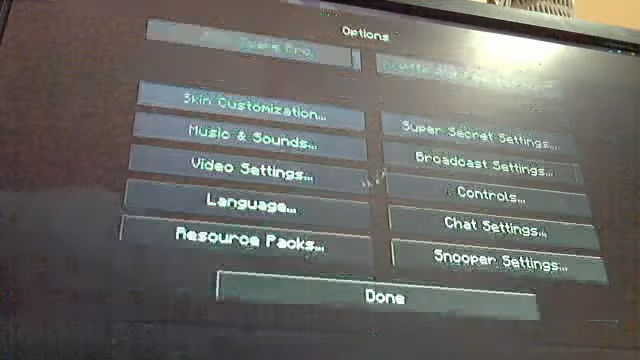 Options
Skin Customization...
Super Secret Settings...
Music & Sounds...
Broadcast Settings...
Video Settings...
Controls...
Language...
Chat Settings...
Resource Packs...
Snooper Settings...
Done